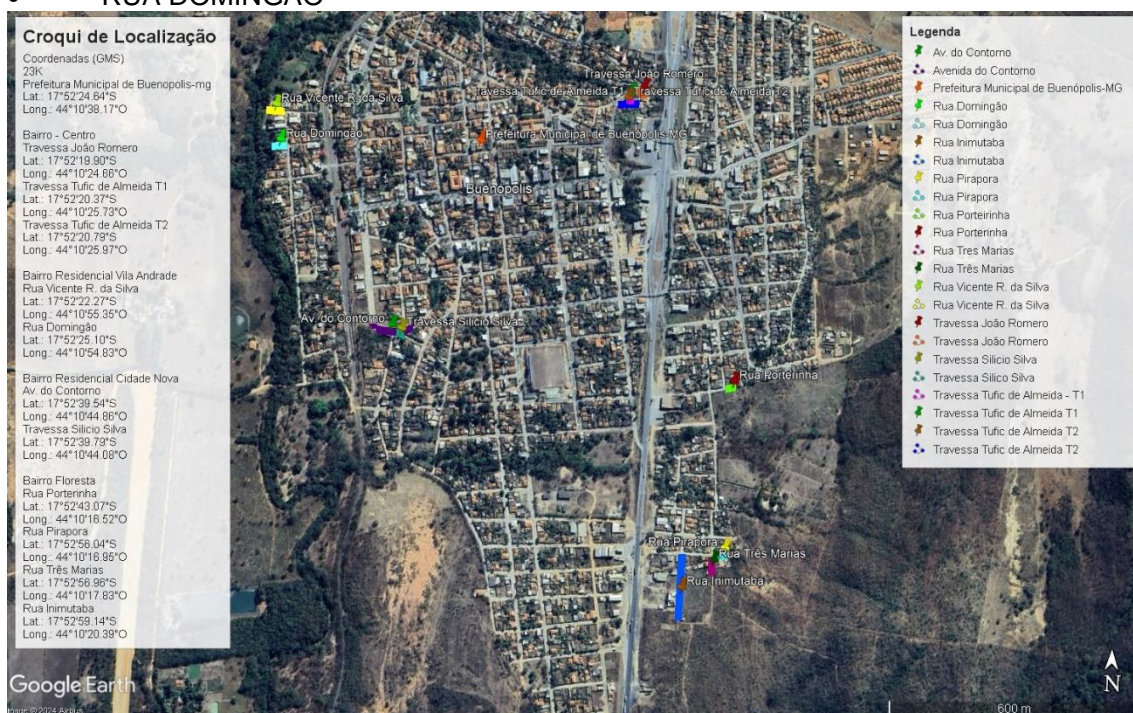 RUA DOMINGÃO
Croqui de Localização
Coordenadas (GMS)
23K
Prefeitura Municipal de Buenopolis-mg
Lat.: 17°52'24.64"S
Long.: 44°10'38.17"O
Bairro - Centro
Travessa João Romero
Lat.: 17°52'19.90"S
Long.: 44°10'24.66"O
Travessa Tufic de Almeida T1
Lat.: 17°52'20.37"S
Long.: 44°10'25.73"O
Travessa Tufic de Almeida T2
Lat.: 17°52'20.79"S
Long.: 44°10'25.97"O
Bairro Residencial Vila Andrade
Rua Vicente R. da Silva
Lat.: 17°52'22.27"S
Long.: 44°10'55.35"O
Rua Domingão
Lat.: 17°52'25.10"S
Long.: 44°10'54.83"O
Bairro Residencial Cidade Nova
Av. do Contorno
Lat.: 17°52'39.54"S
Long.: 44°10'44.86"O
Travessa Silicio Silva
Lat.: 17°52'39.79"S
Long.: 44°10'44.08"O
Bairro Floresta
Rua Porterinha
Lat.: 17°52'43.07"S
Long.: 44°10'16.52"O
Rua Pirapora
Lat.: 17°52'56.04"S
Long.: 44°10'16.95"O
Rua Três Marias
Lat.: 17°52'56.96"S
Long.: 44°10'17.83"O
Rua Inimutaba
Lat.: 17°52'59.14"S
Long.: 44°10'20.39"O
Travessa João Romero
Travessa Tufic de Almeida T1
Travessa Tufic de Almeida T2
Rua Vicente R. da Silva
Rua Domingão
Prefeitura Municipal de Buenópolis-MG
Buenópolis
Av. do Contorno
Travessa Silicio Silva
Rua Porterinha
Rua Pirapora
Rua Três Marias
Rua Inimutaba
Legenda
Av. do Contorno
Avenida do Contorno
Prefeitura Municipal de Buenópolis-MG
Rua Domingão
Rua Domingão
Rua Inimutaba
Rua Inimutaba
Rua Pirapora
Rua Pirapora
Rua Porteirinha
Rua Porterinha
Rua Tres Marias
Rua Três Marias
Rua Vicente R. da Silva
Rua Vicente R. da Silva
Travessa João Romero
Travessa João Romero
Travessa Silicio Silva
Travessa Silico Silva
Travessa Tufic de Almeida - T1
Travessa Tufic de Almeida T1
Travessa Tufic de Almeida T2
Travessa Tufic de Almeida T2
Google Earth
Image © 2024 Airbus
N
600 m